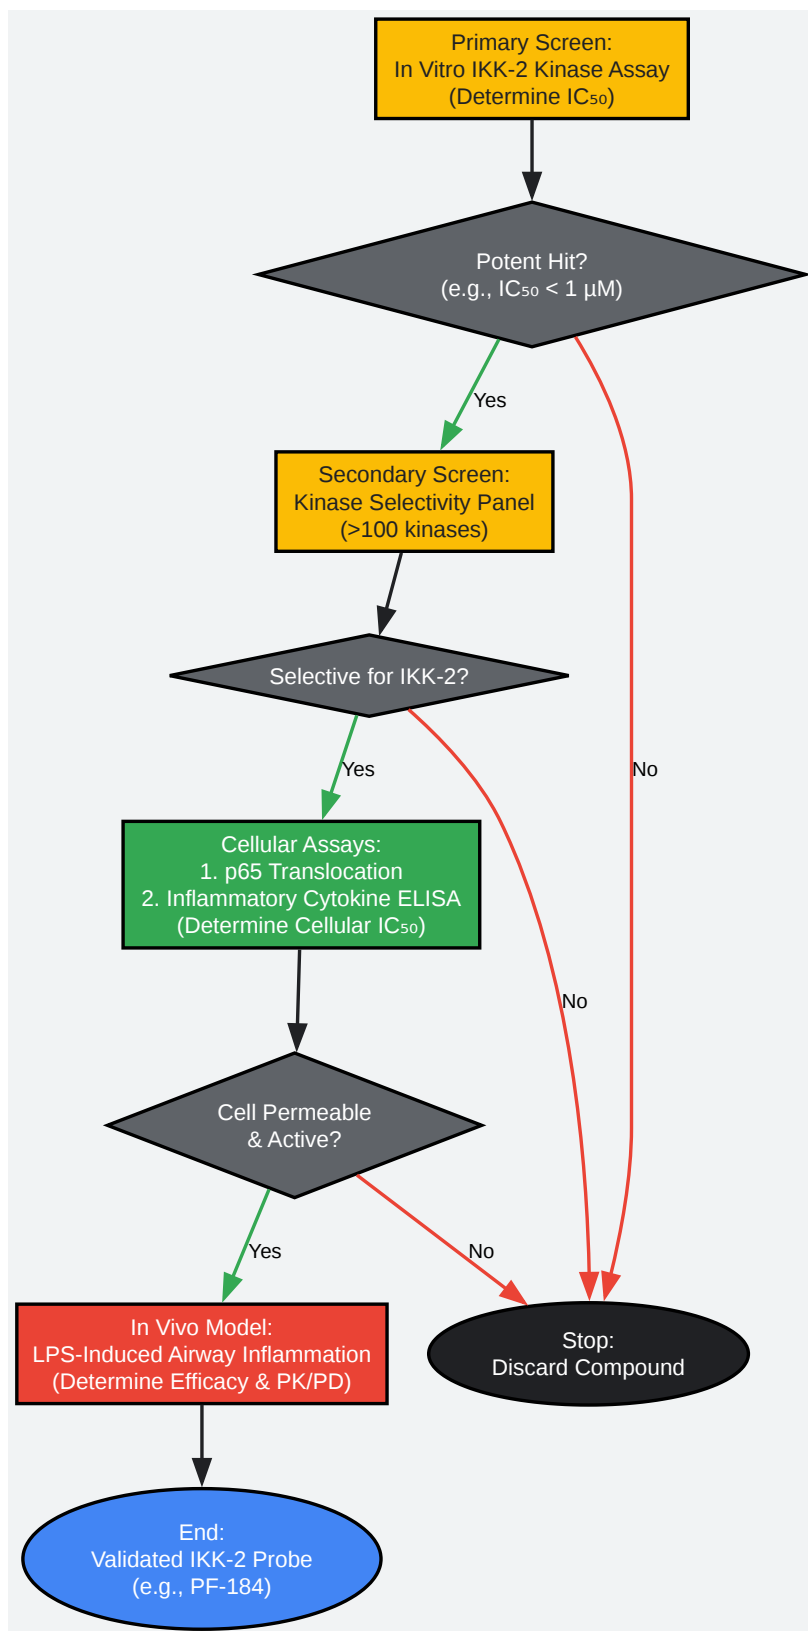 Primary Screen:
In Vitro IKK-2 Kinase Assay
(Determine IC₅₀)
Potent Hit?
(e.g., IC₅₀ < 1 µM)
Yes
Secondary Screen:
Kinase Selectivity Panel
(>100 kinases)
Selective for IKK-2?
Yes
No
Cellular Assays:
1. p65 Translocation
2. Inflammatory Cytokine ELISA
(Determine Cellular IC₅₀)
No
Cell Permeable
& Active?
Yes
No
In Vivo Model:
LPS-Induced Airway Inflammation
(Determine Efficacy & PK/PD)
Stop:
Discard Compound
End:
Validated IKK-2 Probe
(e.g., PF-184)